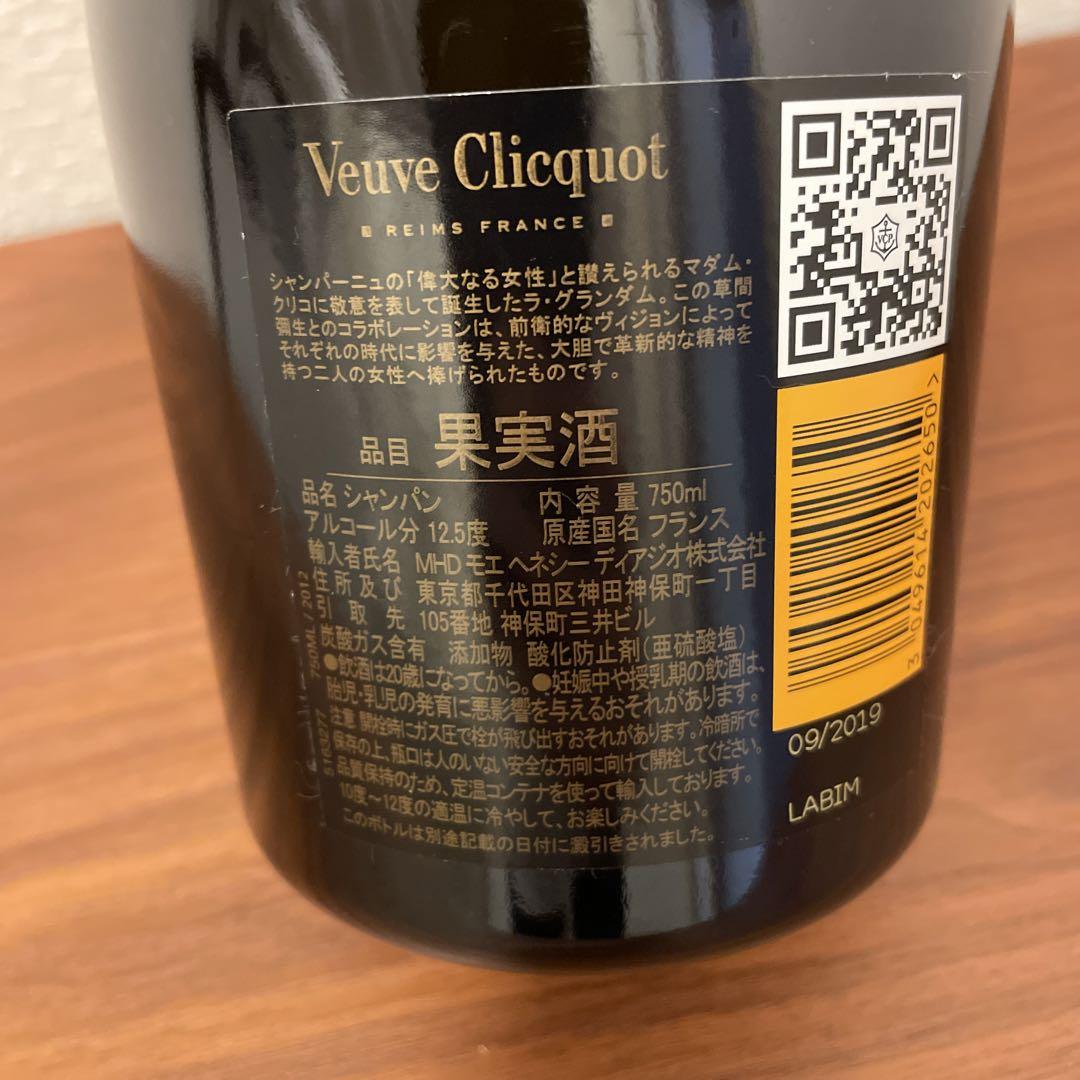 Veuve Clicquot
REIMS FRANCE
シャンパーニュの「偉大なる女性」と讃えられるマダム・
クリコに敬意を表して誕生したラ・グランダム。この草間
彌生とのコラボレーションは、前衛的なヴィジョンによって
それぞれの時代に影響を与えた、大胆で革新的な精神を
持つ二人の女性へ捧げられたものです。
品目 果実酒
品名 シャンパン 内容量 750ml
アルコール分 12.5度 原産国名 フランス
輸入者氏名 MHD モエ ヘネシー ディアジオ株式会社
住所及び 東京都千代田区神田神保町一丁目
引取先 105番地 神保町三井ビル
炭酸ガス含有 添加物 酸化防止剤(亜硫酸塩)
●飲酒は20歳になってから。●妊娠中や授乳期の飲酒は、
胎児・乳児の発育に悪影響を与えるおそれがあります。
注意 開栓時にガス圧で栓が飛び出すおそれがあります。冷暗所で
保存の上、瓶口は人のいない安全な方向に向けて開栓してください。
品質保持のため、定温コンテナを使って輸入しております。
10度〜12度の適温に冷やして、お楽しみください。
このボトルは別途記載の日付に澱引きされました。
750ML/2012
VCP
3 049614 202650 >
09/2019
LABIM